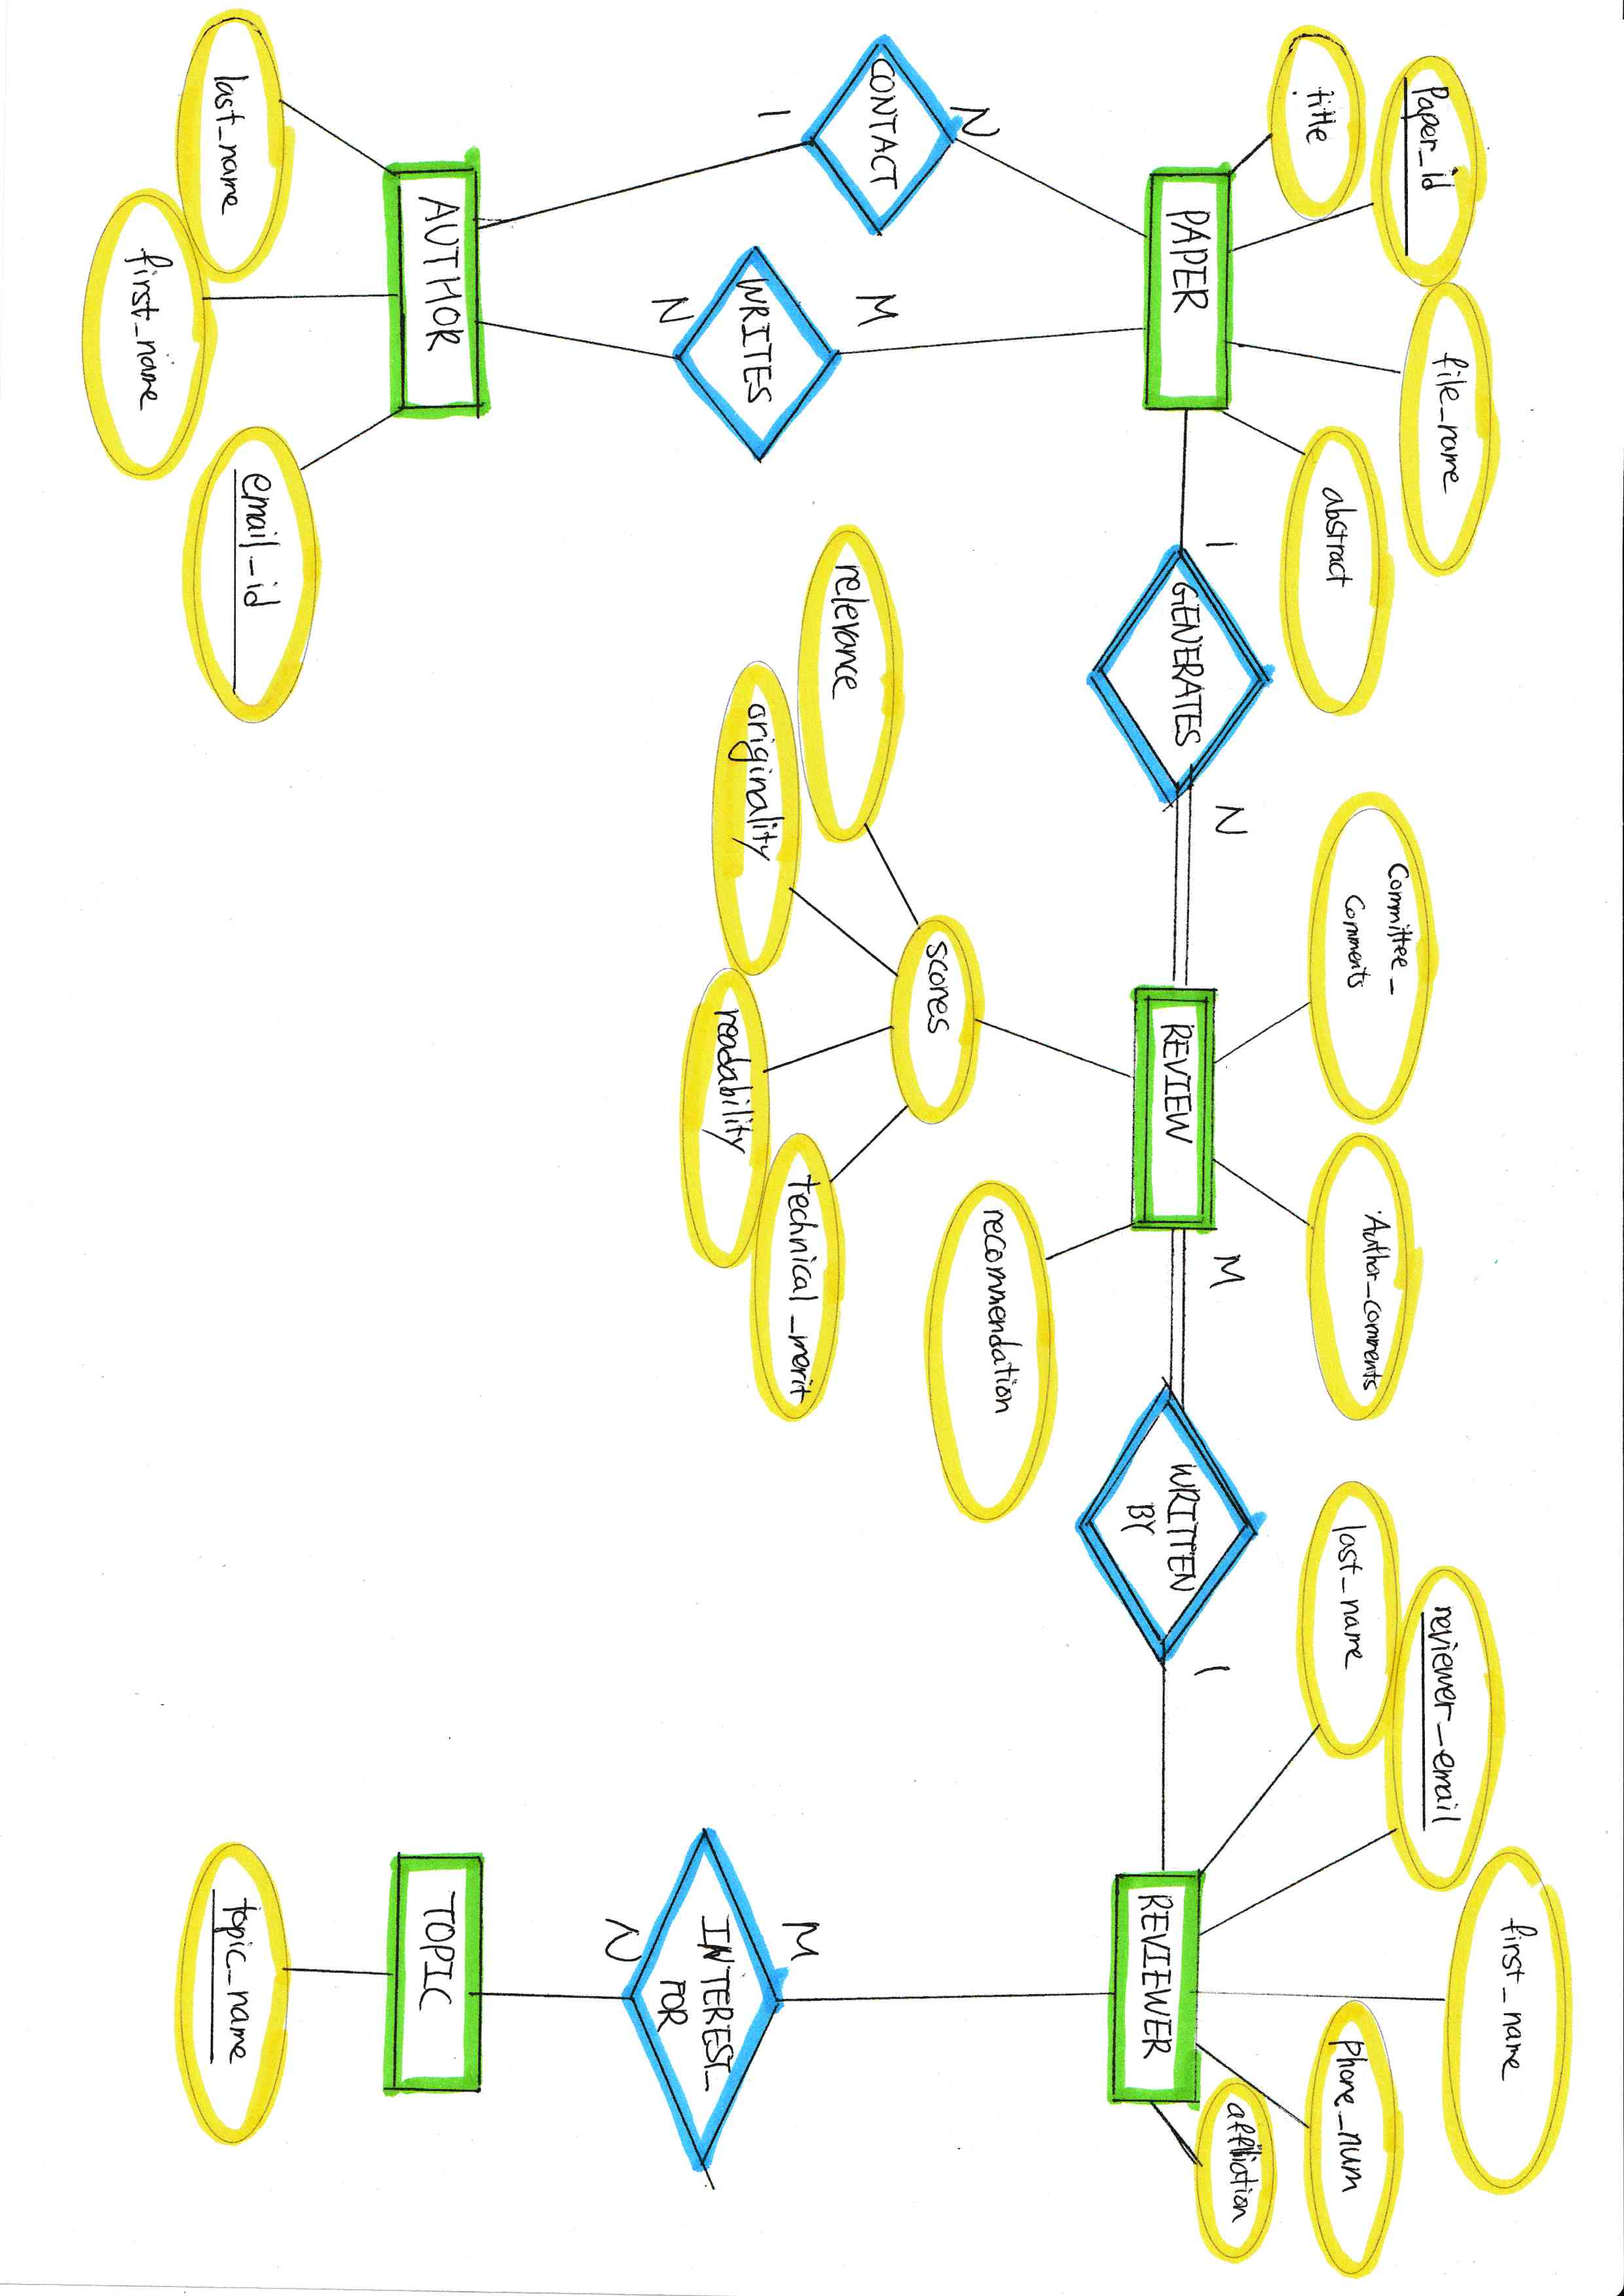 Paper_id
title
file_name
abstract
PAPER
N
CONTACT
1
M
WRITES
N
AUTHOR
last_name
first_name
email_id
1
GENERATES
N
Committee_
Comments
Author_comments
REVIEW
scores
relevance
originality
readability
technical_merit
recommendation
M
WRITTEN
BY
1
last_name
reviewer_email
first_name
Phone_num
affiliation
REVIEWER
M
INTEREST_
FOR
N
TOPIC
topic_name